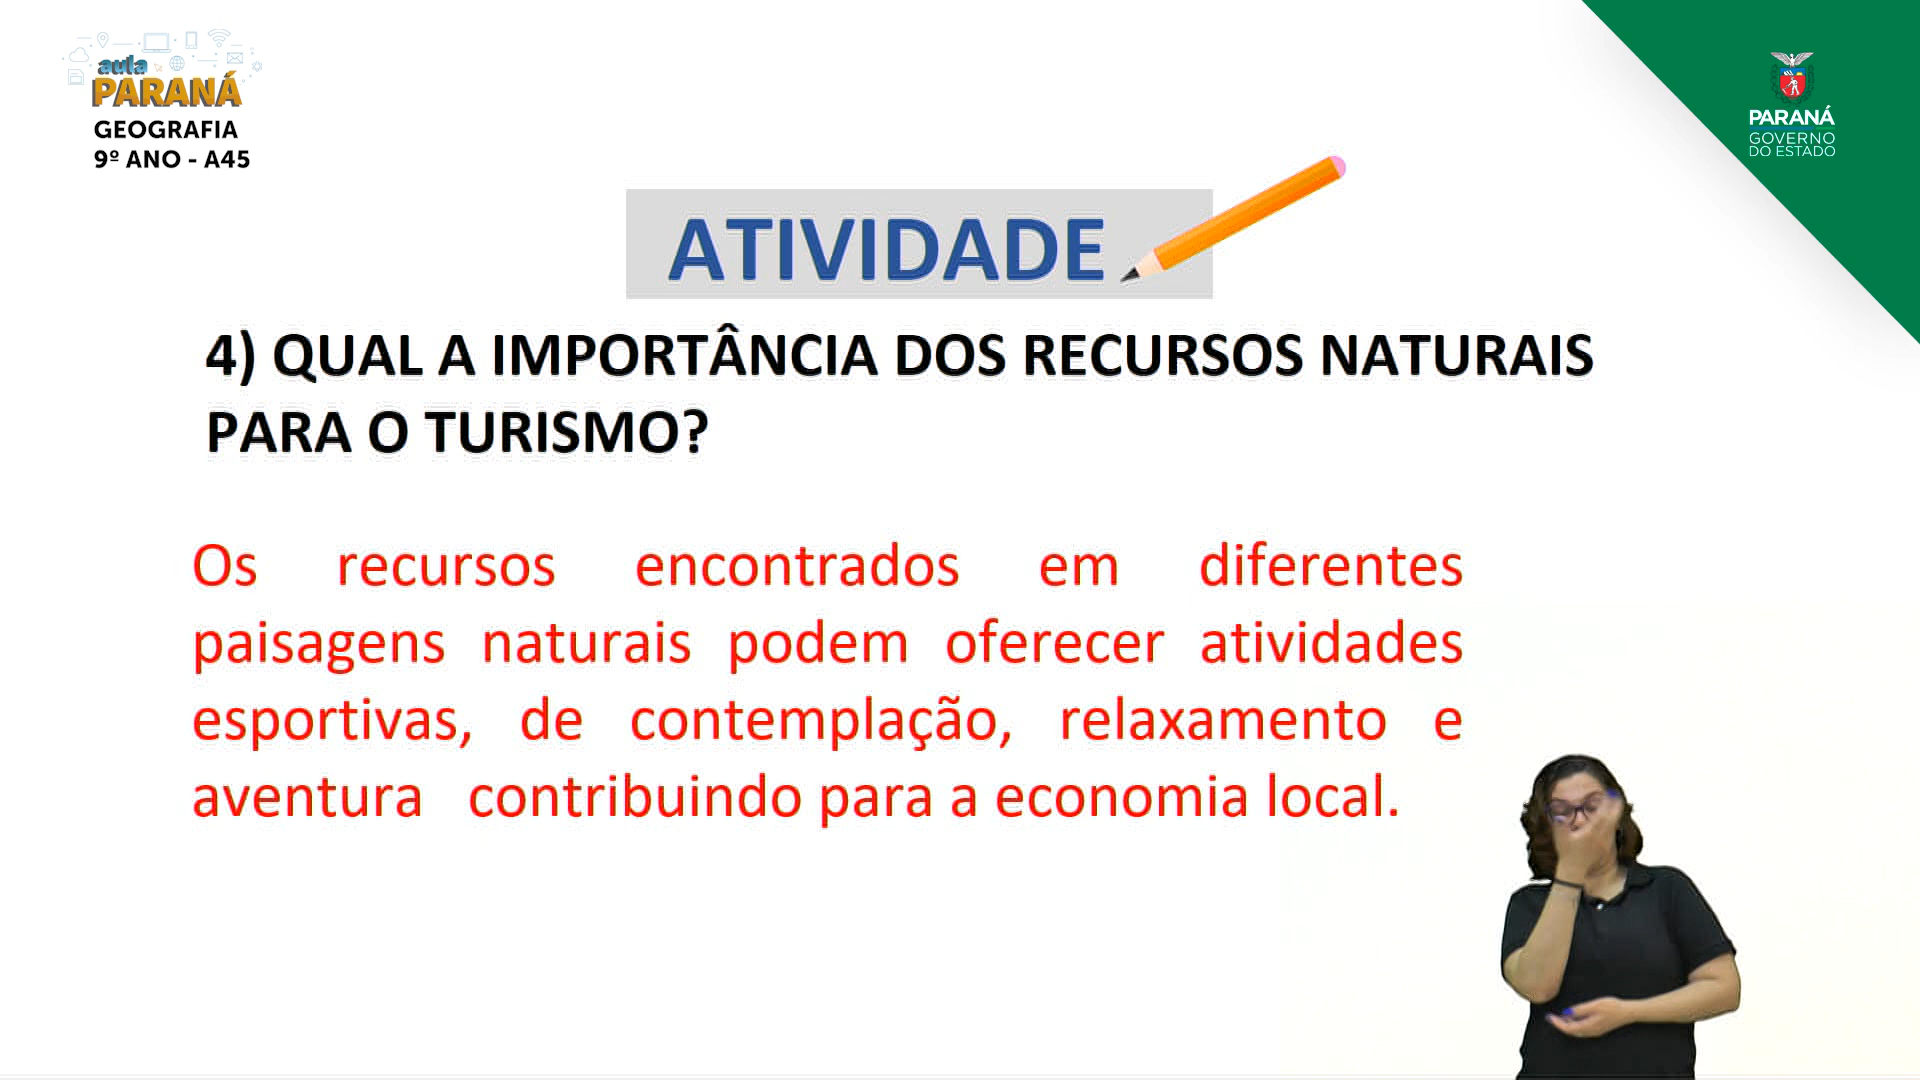 aula
PARANÁ
GEOGRAFIA
9º ANO - A45
PARANÁ
GOVERNO
DO ESTADO
ATIVIDADE
4) QUAL A IMPORTÂNCIA DOS RECURSOS NATURAIS
PARA O TURISMO?
Os recursos encontrados em diferentes
paisagens naturais podem oferecer atividades
esportivas, de contemplação, relaxamento e
aventura contribuindo para a economia local.